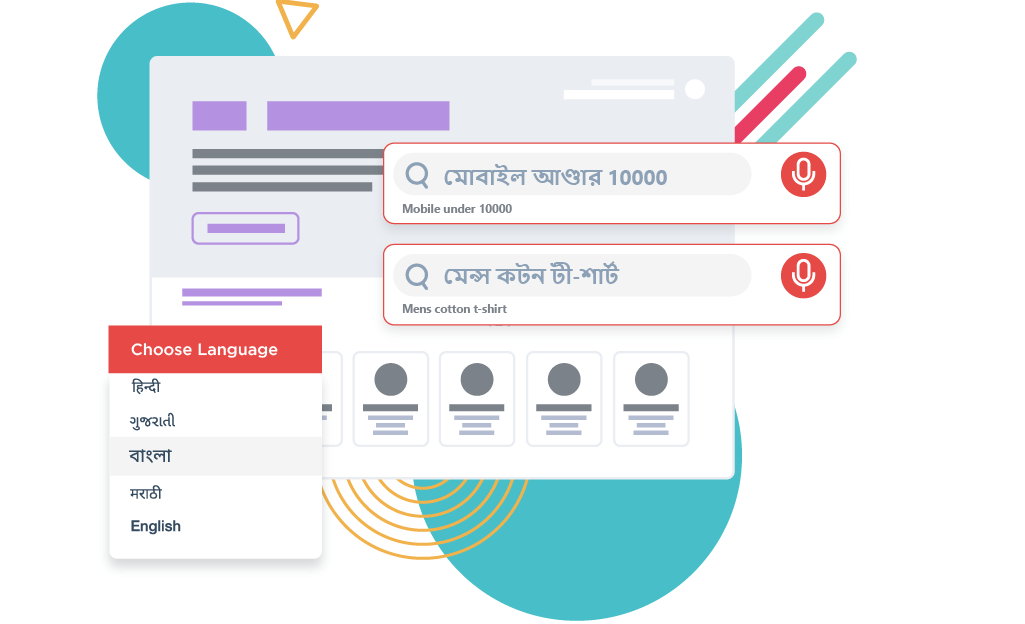 মোবাইল আণ্ডার 10000
Mobile under 10000
মেন্স কটন টী-শার্ট
Mens cotton t-shirt
Choose Language
हिन्दी
ગુજરાતી
বাংলা
मराठी
English